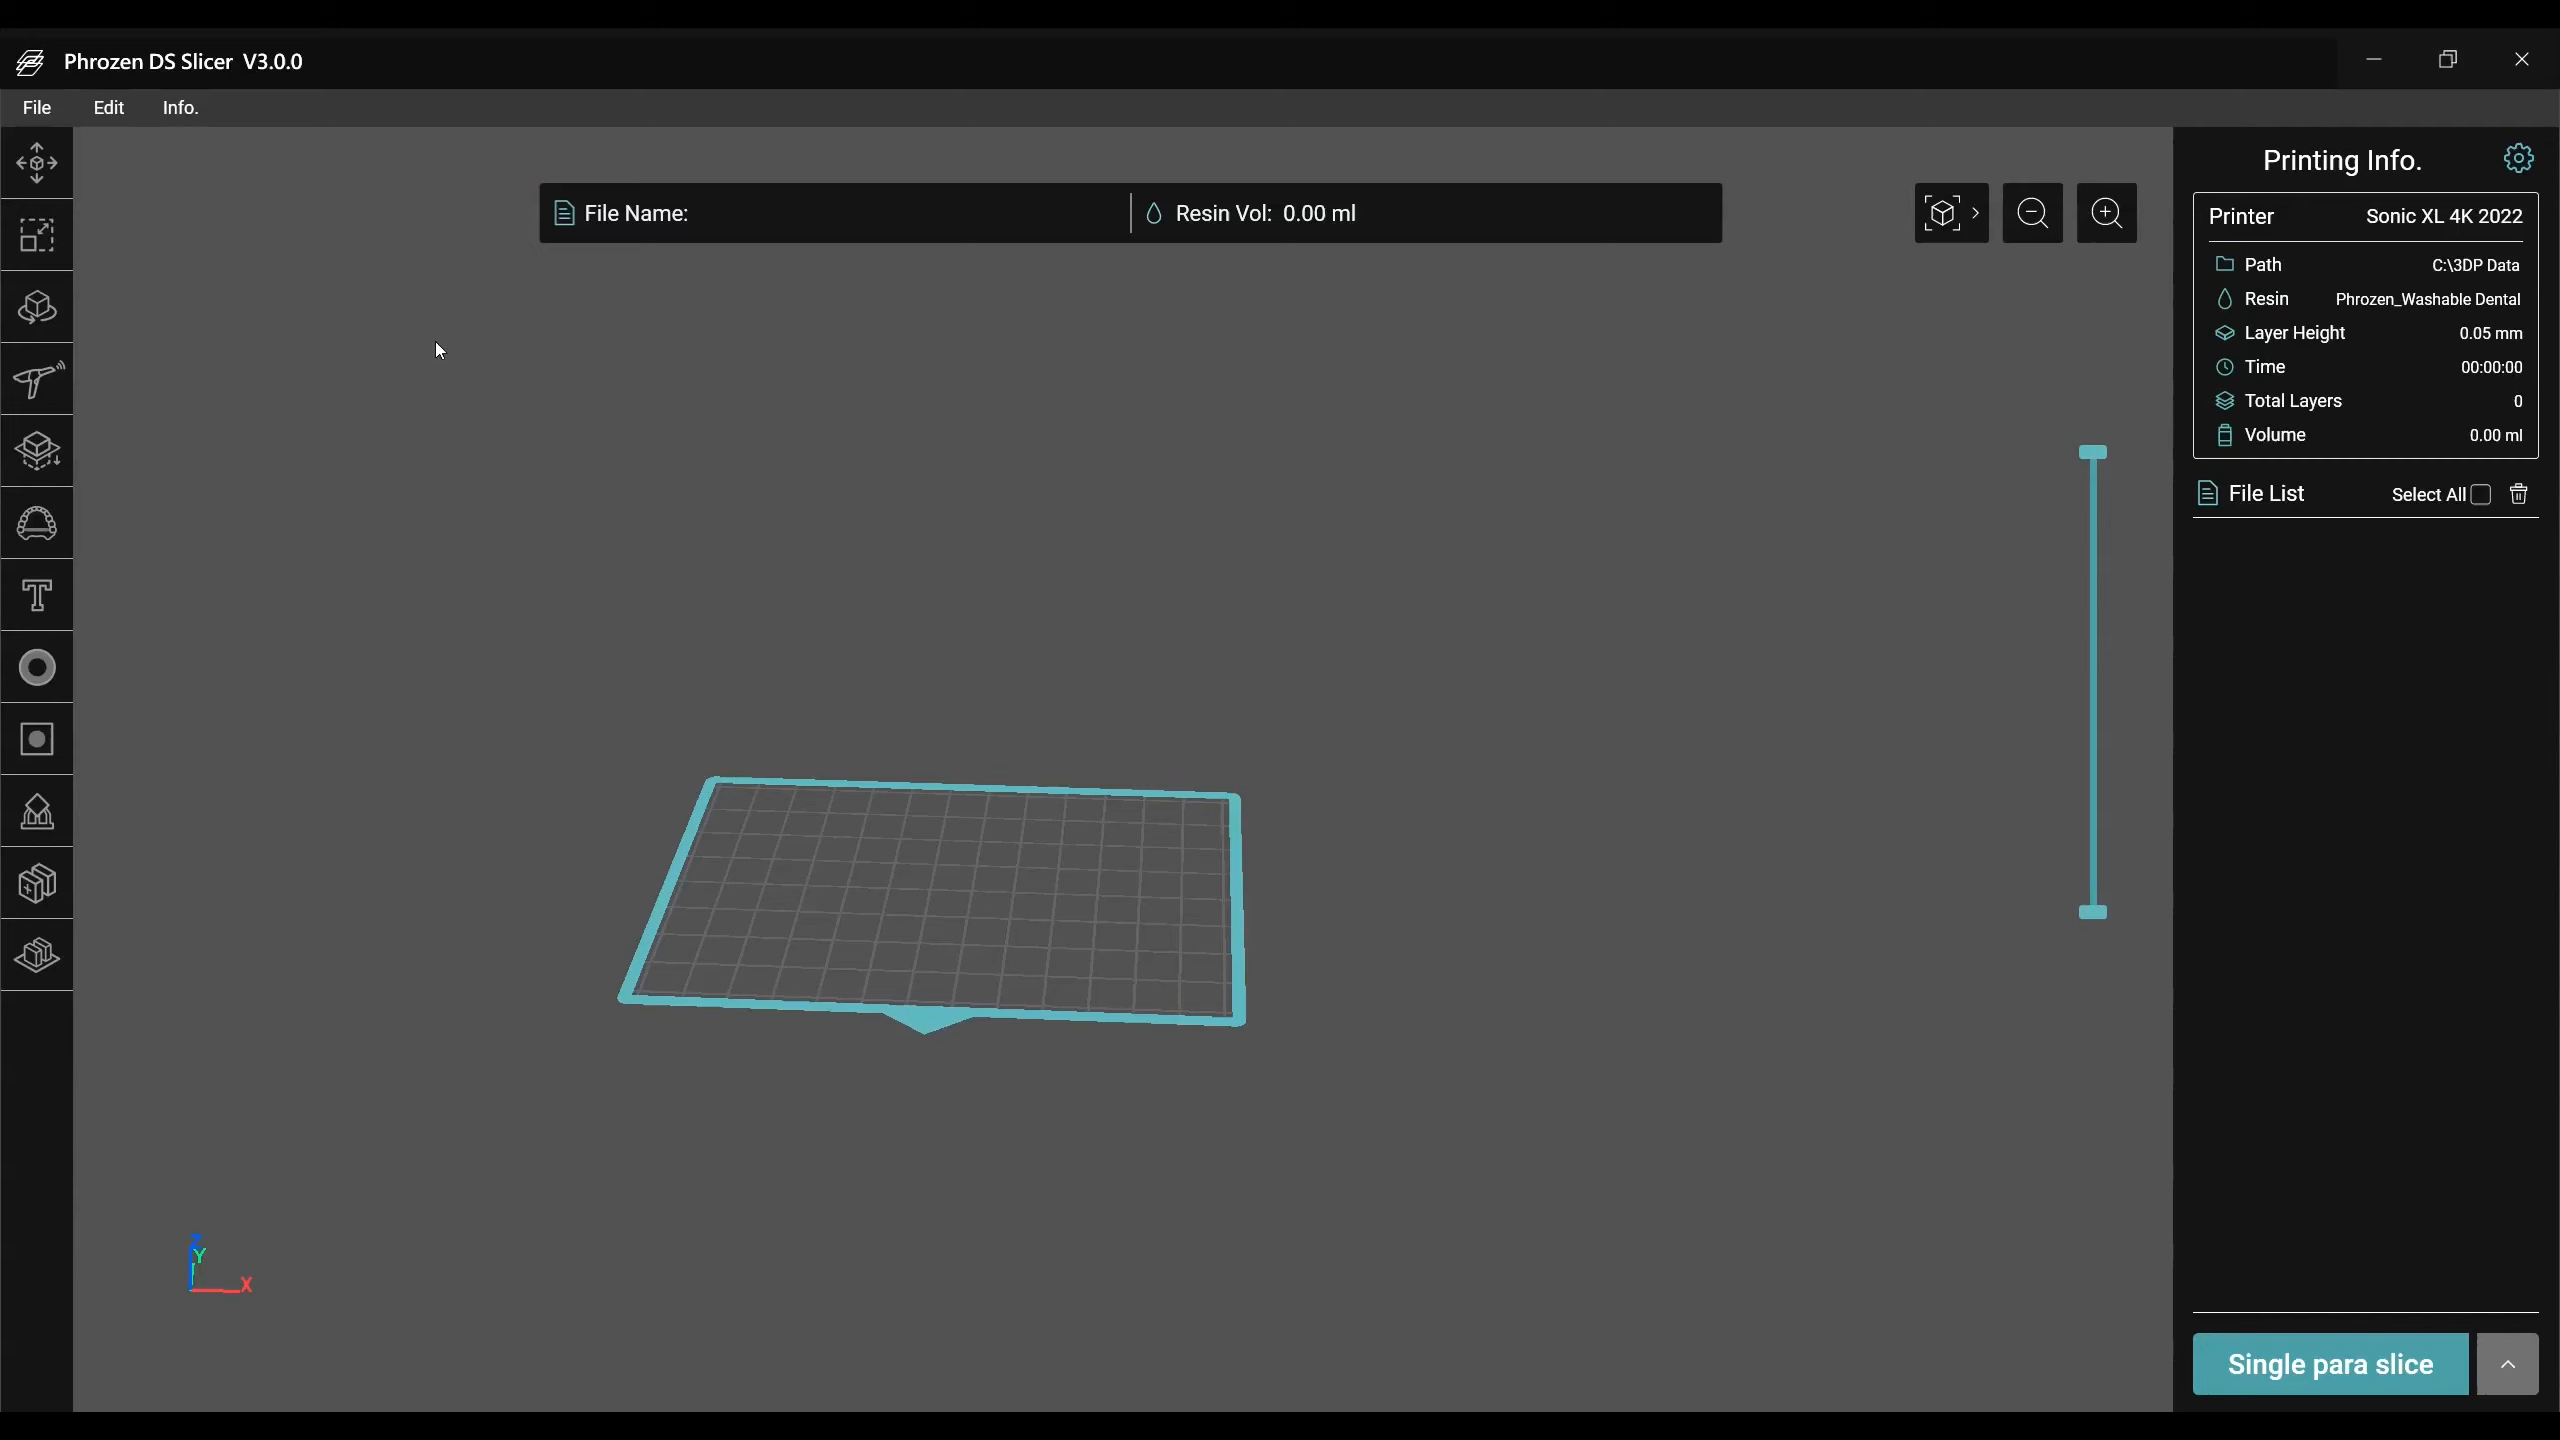 Phrozen DS Slicer V3.0.0
File Edit Info.
File Name:
Resin Vol: 0.00 ml
Printing Info.
Printer Sonic XL 4K 2022
Path C:\3DP Data
Resin Phrozen_Washable Dental
Layer Height 0.05 mm
Time 00:00:00
Total Layers 0
Volume 0.00 ml
File List Select All
T
Z
Y
X
Single para slice